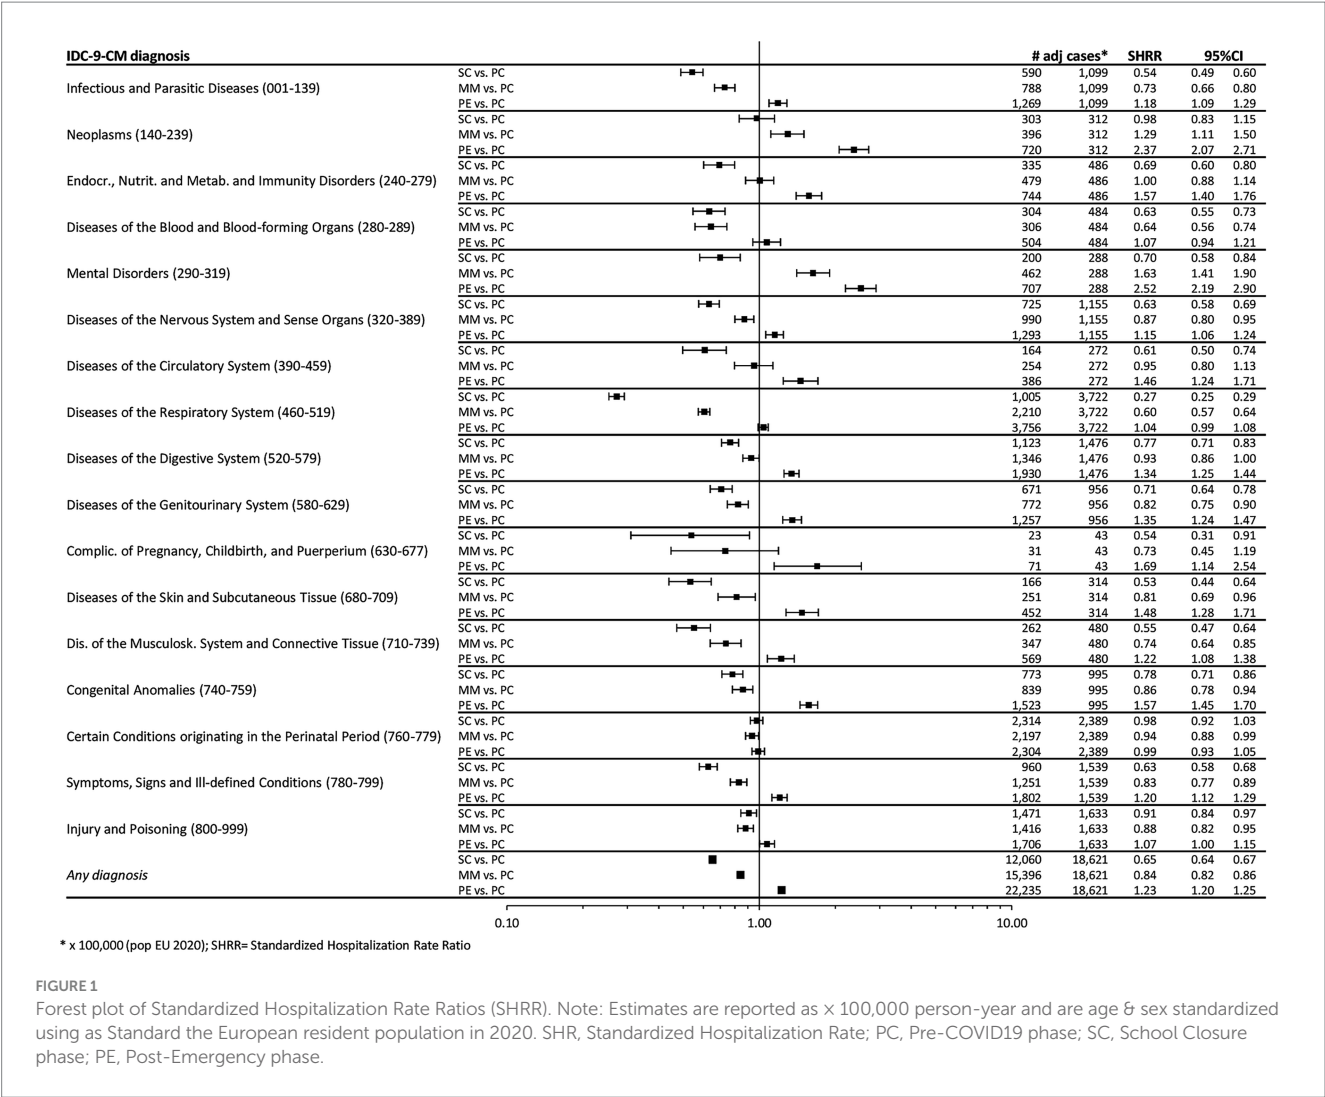 IDC-9-CM diagnosis # adj cases* SHRR 95%CI
SC vs. PC 590 1,099 0.54 0.49 0.60
Infectious and Parasitic Diseases (001-139) MM vs. PC 788 1,099 0.73 0.66 0.80
PE vs. PC 1,269 1,099 1.18 1.09 1.29
SC vs. PC 303 312 0.98 0.83 1.15
Neoplasms (140-239) MM vs. PC 396 312 1.29 1.11 1.50
PE vs. PC 720 312 2.37 2.07 2.71
SC vs. PC 335 486 0.69 0.60 0.80
Endocr., Nutrit. and Metab. and Immunity Disorders (240-279) MM vs. PC 479 486 1.00 0.88 1.14
PE vs. PC 744 486 1.57 1.40 1.76
SC vs. PC 304 484 0.63 0.55 0.73
Diseases of the Blood and Blood-forming Organs (280-289) MM vs. PC 306 484 0.64 0.56 0.74
PE vs. PC 504 484 1.07 0.94 1.21
SC vs. PC 200 288 0.70 0.58 0.84
Mental Disorders (290-319) MM vs. PC 462 288 1.63 1.41 1.90
PE vs. PC 707 288 2.52 2.19 2.90
SC vs. PC 725 1,155 0.63 0.58 0.69
Diseases of the Nervous System and Sense Organs (320-389) MM vs. PC 990 1,155 0.87 0.80 0.95
PE vs. PC 1,293 1,155 1.15 1.06 1.24
SC vs. PC 164 272 0.61 0.50 0.74
Diseases of the Circulatory System (390-459) MM vs. PC 254 272 0.95 0.80 1.13
PE vs. PC 386 272 1.46 1.24 1.71
SC vs. PC 1,005 3,722 0.27 0.25 0.29
Diseases of the Respiratory System (460-519) MM vs. PC 2,210 3,722 0.60 0.57 0.64
PE vs. PC 3,756 3,722 1.04 0.99 1.08
SC vs. PC 1,123 1,476 0.77 0.71 0.83
Diseases of the Digestive System (520-579) MM vs. PC 1,346 1,476 0.93 0.86 1.00
PE vs. PC 1,930 1,476 1.34 1.25 1.44
SC vs. PC 671 956 0.71 0.64 0.78
Diseases of the Genitourinary System (580-629) MM vs. PC 772 956 0.82 0.75 0.90
PE vs. PC 1,257 956 1.35 1.24 1.47
SC vs. PC 23 43 0.54 0.31 0.91
Complic. of Pregnancy, Childbirth, and Puerperium (630-677) MM vs. PC 31 43 0.73 0.45 1.19
PE vs. PC 71 43 1.69 1.14 2.54
SC vs. PC 166 314 0.53 0.44 0.64
Diseases of the Skin and Subcutaneous Tissue (680-709) MM vs. PC 251 314 0.81 0.69 0.96
PE vs. PC 452 314 1.48 1.28 1.71
SC vs. PC 262 480 0.55 0.47 0.64
Dis. of the Musculosk. System and Connective Tissue (710-739) MM vs. PC 347 480 0.74 0.64 0.85
PE vs. PC 569 480 1.22 1.08 1.38
SC vs. PC 773 995 0.78 0.71 0.86
Congenital Anomalies (740-759) MM vs. PC 839 995 0.86 0.78 0.94
PE vs. PC 1,523 995 1.57 1.45 1.70
SC vs. PC 2,314 2,389 0.98 0.92 1.03
Certain Conditions originating in the Perinatal Period (760-779) MM vs. PC 2,197 2,389 0.94 0.88 0.99
PE vs. PC 2,304 2,389 0.99 0.93 1.05
SC vs. PC 960 1,539 0.63 0.58 0.68
Symptoms, Signs and Ill-defined Conditions (780-799) MM vs. PC 1,251 1,539 0.83 0.77 0.89
PE vs. PC 1,802 1,539 1.20 1.12 1.29
SC vs. PC 1,471 1,633 0.91 0.84 0.97
Injury and Poisoning (800-999) MM vs. PC 1,416 1,633 0.88 0.82 0.95
PE vs. PC 1,706 1,633 1.07 1.00 1.15
SC vs. PC 12,060 18,621 0.65 0.64 0.67
Any diagnosis MM vs. PC 15,396 18,621 0.84 0.82 0.86
PE vs. PC 22,235 18,621 1.23 1.20 1.25
0.10 1.00 10.00
* x 100,000 (pop EU 2020); SHRR= Standardized Hospitalization Rate Ratio
FIGURE 1
Forest plot of Standardized Hospitalization Rate Ratios (SHRR). Note: Estimates are reported as × 100,000 person-year and are age & sex standardized
using as Standard the European resident population in 2020. SHR, Standardized Hospitalization Rate; PC, Pre-COVID19 phase; SC, School Closure
phase; PE, Post-Emergency phase.